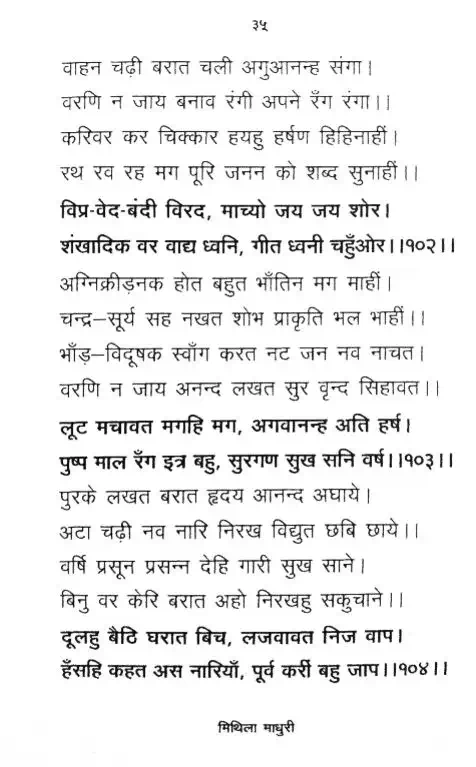 ३५
वाहन चढ़ी बरात चली अगुआनन्ह संगा।
वरणि न जाय बनाव रंगी अपने रँग रंगा।।
करिवर कर चिक्कार हयहु हर्षण हिहिनाहीं।
रथ रव रह मग पूरि जनन को शब्द सुनाहीं।।
विप्र-वेद-बंदी विरद, माच्यो जय जय शोर।
शंखादिक वर वाद्य ध्वनि, गीत ध्वनी चहुँओर।।१०२।।
अग्निक्रीड़नक होत बहुत भाँतिन मग माहीं।
चन्द्र–सूर्य सह नखत शोभ प्राकृति भल भाहीं।।
भाँड़–विदूषक स्वाँग करत नट जन नव नाचत।
वरणि न जाय अनन्द लखत सुर वृन्द सिहावत।।
लूट मचावत मगहि मग, अगवानन्ह अति हर्ष।
पुष्प माल रँग इत्र बहु, सुरगण सुख सनि वर्ष।।१०३।।
पुरके लखत बरात हृदय आनन्द अघाये।
अटा चढ़ी नव नारि निरख विद्युत छबि छाये।।
वर्षि प्रसून प्रसन्न देहि गारी सुख साने।
बिनु वर केरि बरात अहो निरखहु सकुचाने।।
दूलहु बैठि घरात बिच, लजवावत निज वाप।
हँसहि कहत अस नारियाँ, पूर्व करीं बहु जाप।।१०४।।
मिथिला माधुरी